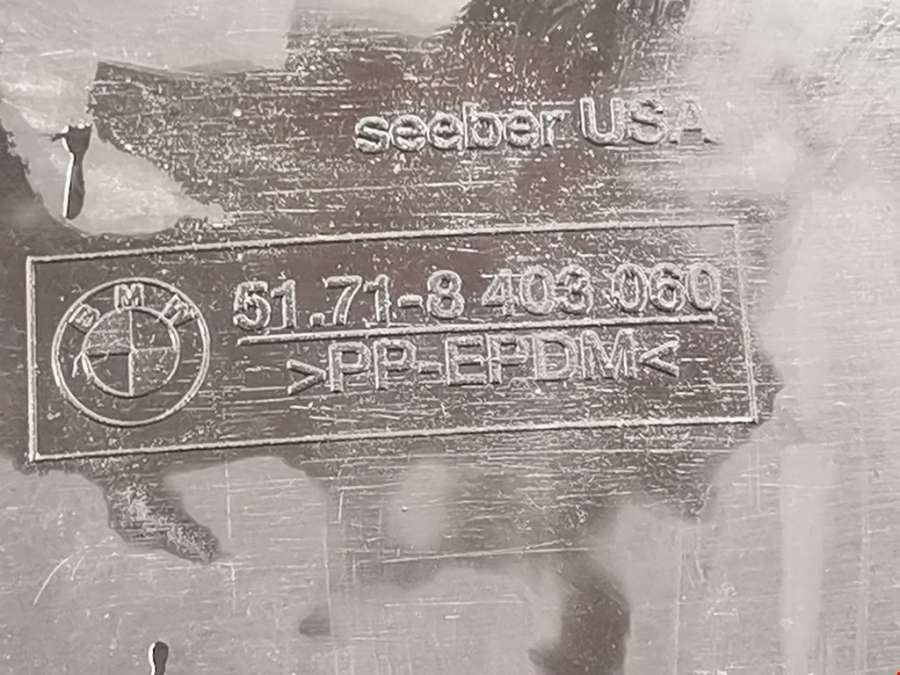 seeber USA
BMW
51.71-8 403 060
>PP-EPDM<